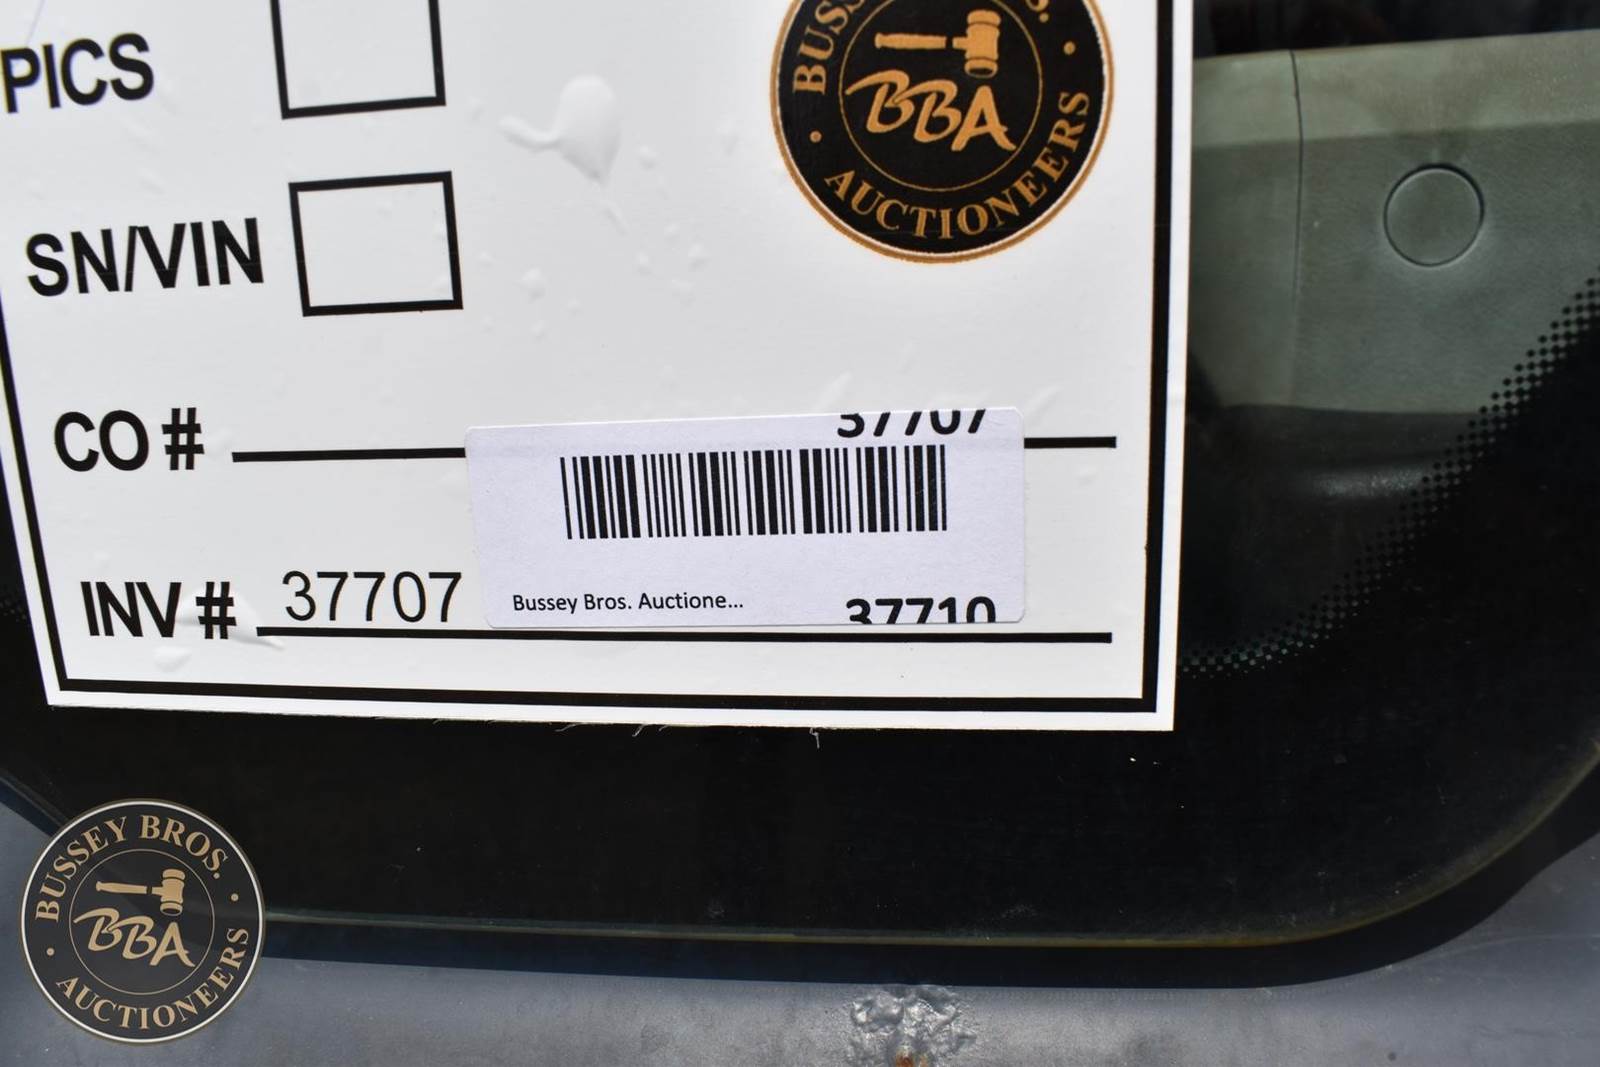 PICS
BUSSEY BROS.
BBA
AUCTIONEERS
SN/VIN
CO #
37707
INV # 37707
Bussey Bros. Auctione...
37710
BUSSEY BROS.
BBA
AUCTIONEERS